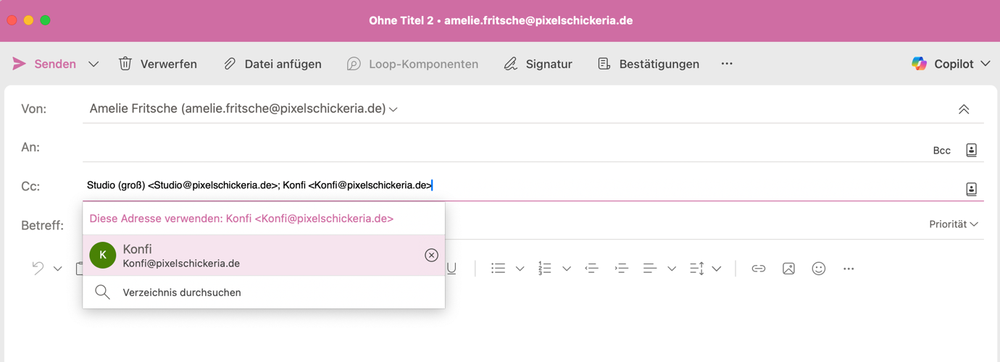 Ohne Titel 2 • amelie.fritsche@pixelschickeria.de
Senden Verwerfen Datei anfügen Loop-Komponenten Signatur Bestätigungen ··· Copilot
Von: Amelie Fritsche (amelie.fritsche@pixelschickeria.de)
An: Bcc
Cc: Studio (groß) <Studio@pixelschickeria.de>; Konfi <Konfi@pixelschickeria.de>
Diese Adresse verwenden: Konfi <Konfi@pixelschickeria.de>
Betreff: Priorität
K Konfi
Konfi@pixelschickeria.de
Verzeichnis durchsuchen